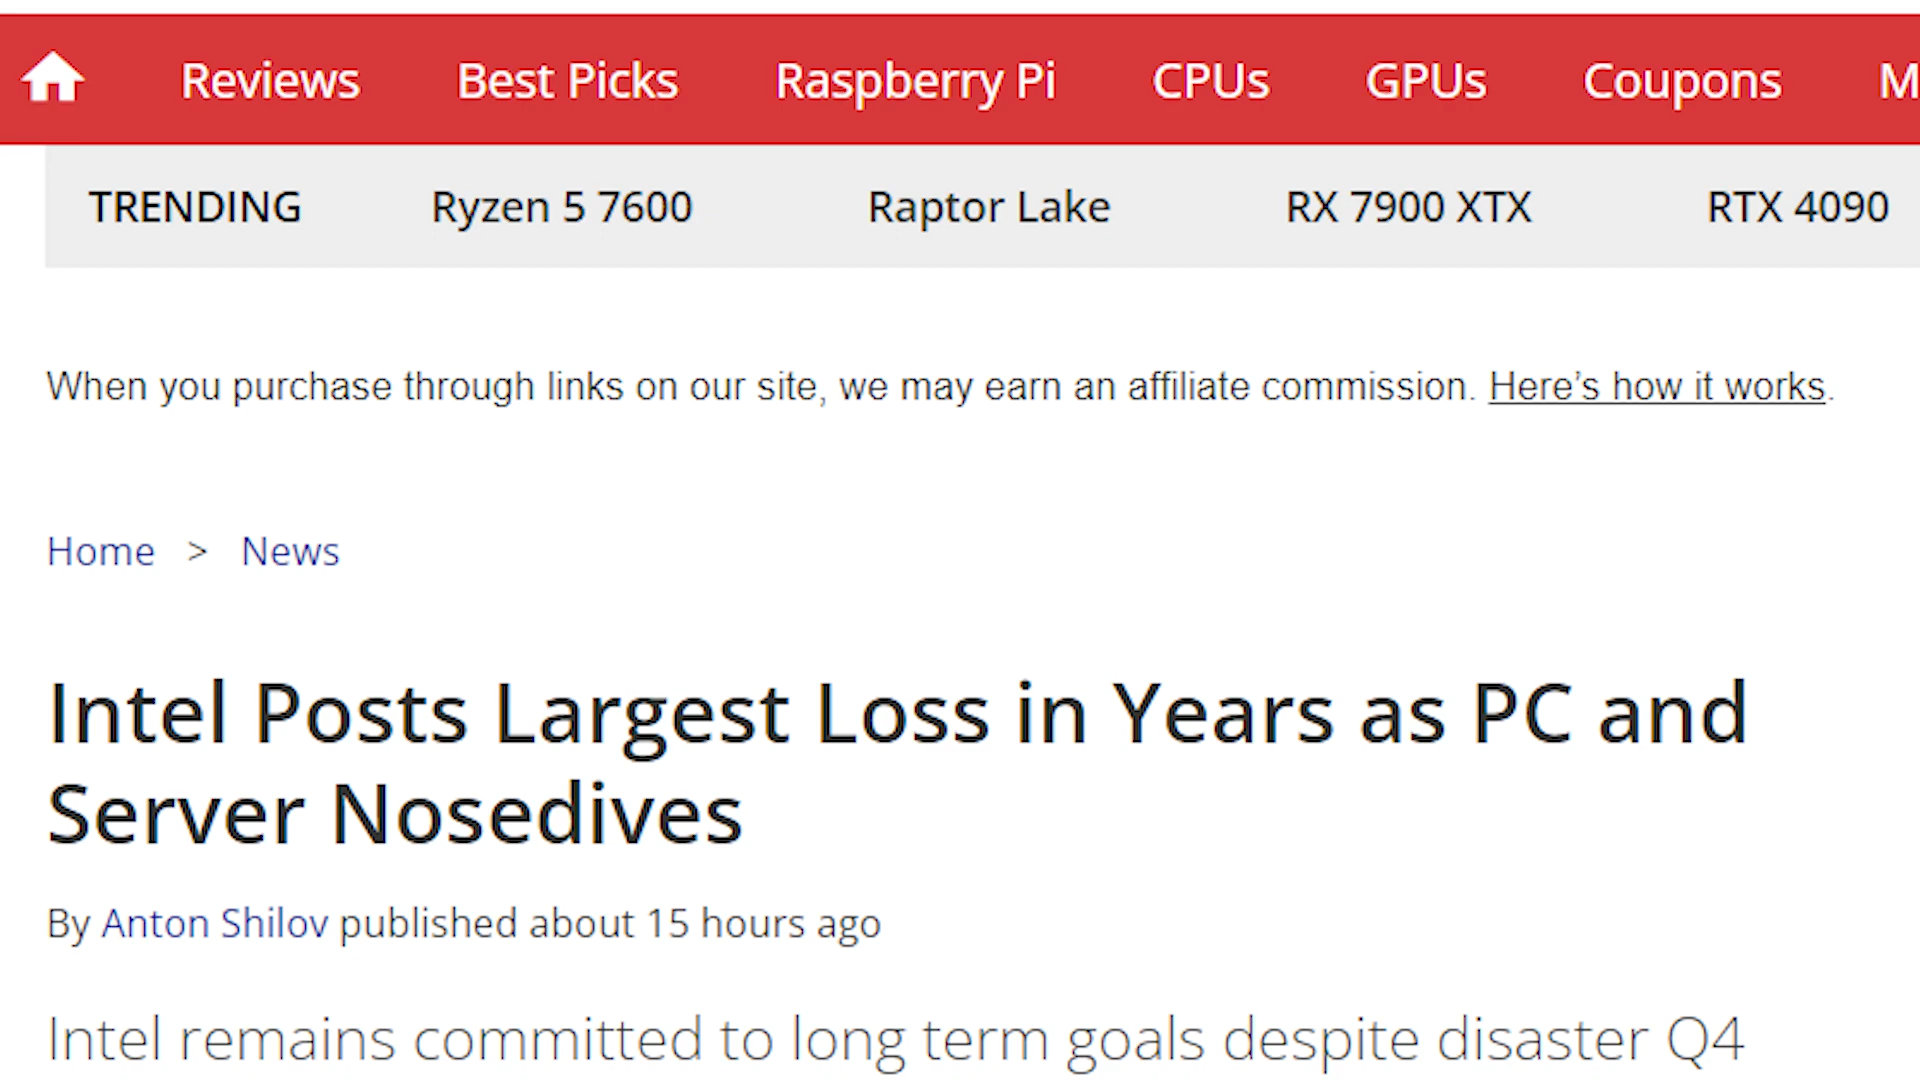 Reviews Best Picks Raspberry Pi CPUs GPUs Coupons M
TRENDING Ryzen 5 7600 Raptor Lake RX 7900 XTX RTX 4090
When you purchase through links on our site, we may earn an affiliate commission. Here’s how it works.
Home > News
Intel Posts Largest Loss in Years as PC and
Server Nosedives
By Anton Shilov published about 15 hours ago
Intel remains committed to long term goals despite disaster Q4